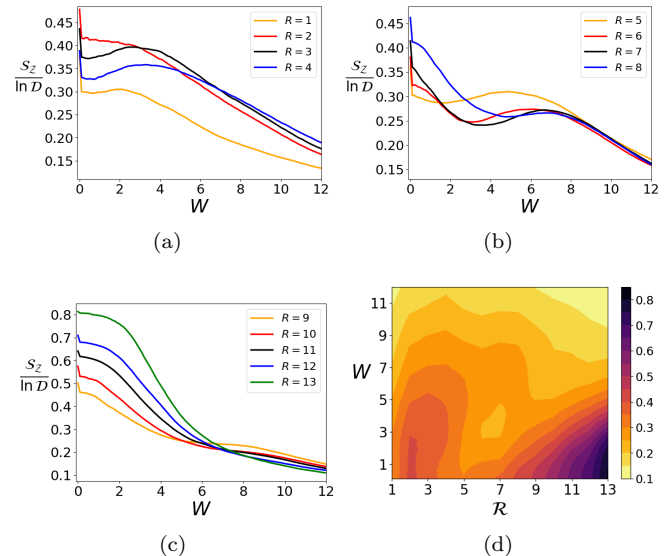 S_Z / ln D
0.45
0.40
0.35
0.30
0.25
0.20
0.15
R = 1
R = 2
R = 3
R = 4
0 2 4 6 8 10 12
W
(a)
S_Z / ln D
0.45
0.40
0.35
0.30
0.25
0.20
0.15
R = 5
R = 6
R = 7
R = 8
0 2 4 6 8 10 12
W
(b)
S_Z / ln D
0.8
0.7
0.6
0.5
0.4
0.3
0.2
0.1
R = 9
R = 10
R = 11
R = 12
R = 13
0 2 4 6 8 10 12
W
(c)
W
11
9
7
5
3
1
1 3 5 7 9 11 13
R
0.8
0.7
0.6
0.5
0.4
0.3
0.2
0.1
(d)